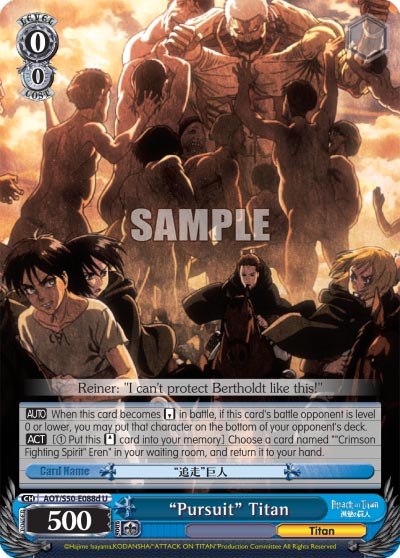 LEVEL
0
0
COST
SAMPLE
Reiner: "I can't protect Bertholdt like this!"
AUTO When this card becomes in battle, if this card's battle opponent is level
0 or lower, you may put that character on the bottom of your opponent's deck.
ACT [① Put this card into your memory] Choose a card named ""Crimson
Fighting Spirit" Eren" in your waiting room, and return it to your hand.
Card Name "追走"巨人
CH AOT/S50-E088d U
"Pursuit" Titan
Attack on Titan
進撃の巨人
POWER
500
SOUL
Titan
©Hajime Isayama,KODANSHA/"ATTACK ON TITAN"Production Committee. All Rights Reserved.